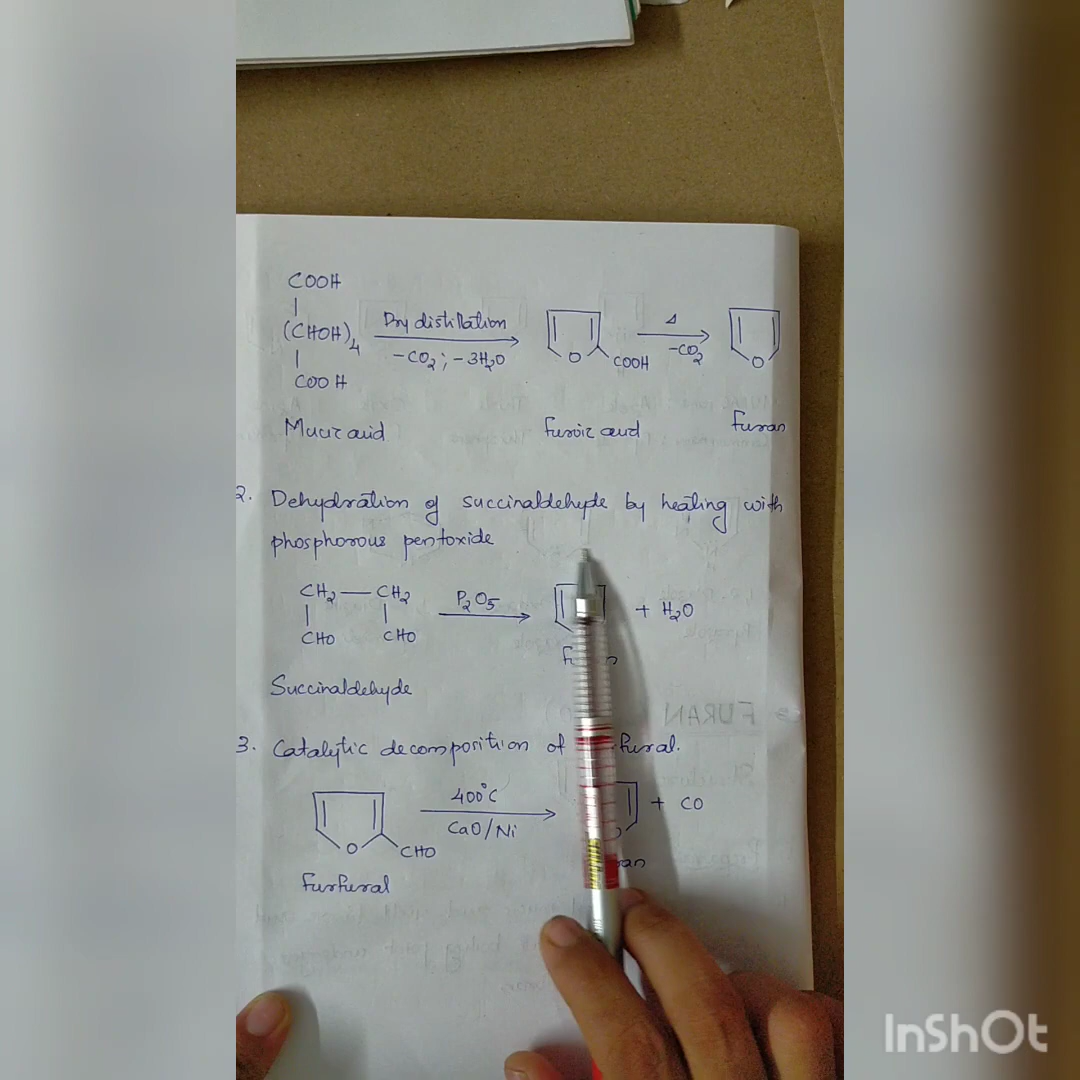 COOH
(CHOH)4
COOH
Dry distillation
-CO2 ; -3H2O
O
COOH
Δ
-CO2
O
Mucic acid
Furoic acid
Furan
2. Dehydration of succinaldehyde by heating with
phosphorous pentoxide
CH2 — CH2
CHO CHO
P2O5
+ H2O
Succinaldehyde
3. Catalytic decomposition of
O
CHO
400°C
CaO/Ni
+ CO
Furfural
InShOt